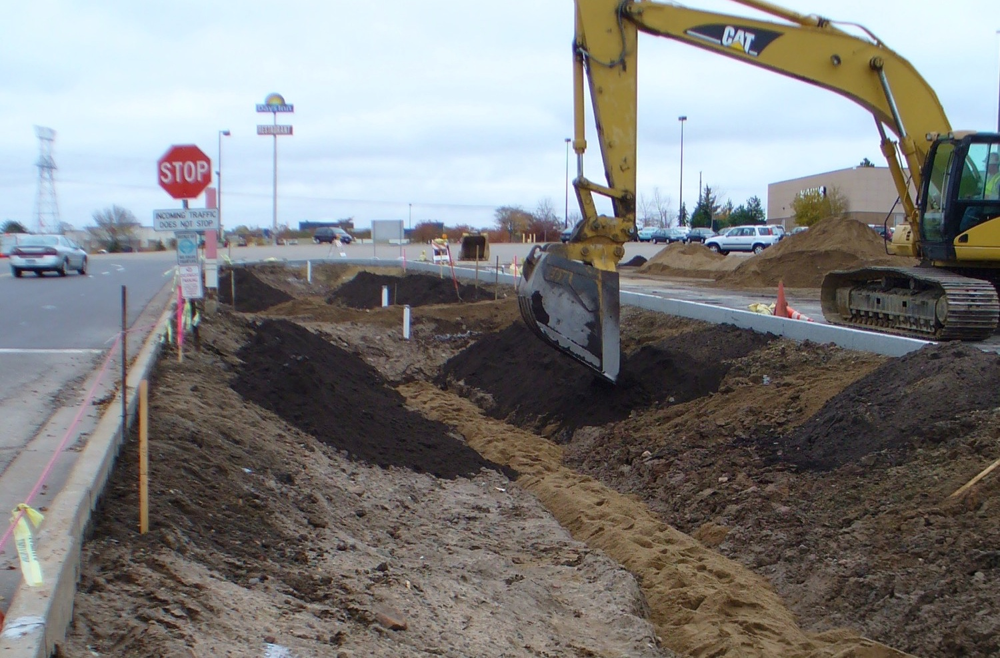 CAT
Days Inn
RESTAURANT
STOP
INCOMING TRAFFIC
DOES NOT STOP